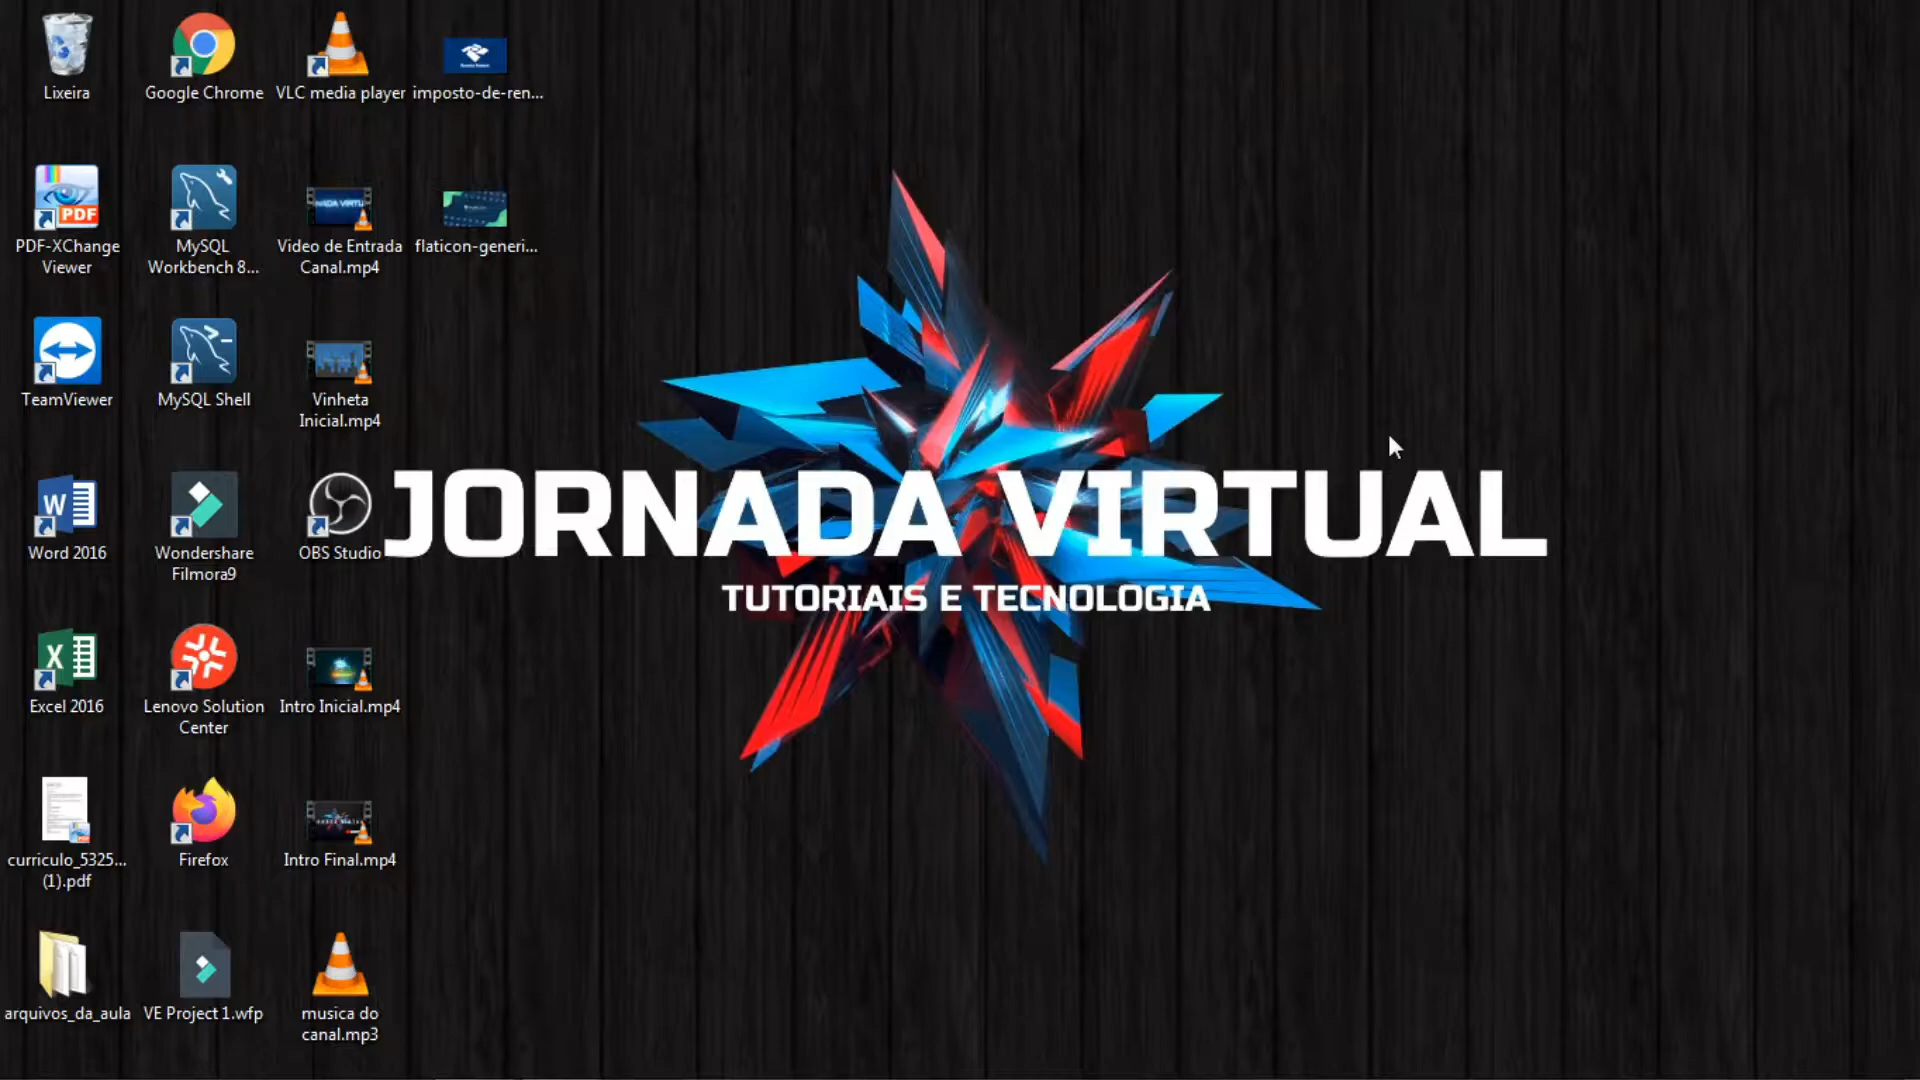 Lixeira
Google Chrome
VLC media player
imposto-de-ren...
PDF
PDF-XChange
Viewer
MySQL
Workbench 8...
Video de Entrada
Canal.mp4
flaticon-generi...
TeamViewer
MySQL Shell
Vinheta
Inicial.mp4
W
Word 2016
Wondershare
Filmora9
OBS Studio
JORNADA VIRTUAL
TUTORIAIS E TECNOLOGIA
X
Excel 2016
Lenovo Solution
Center
Intro Inicial.mp4
curriculo_5325...
(1).pdf
Firefox
Intro Final.mp4
arquivos_da_aula
VE Project 1.wfp
musica do
canal.mp3